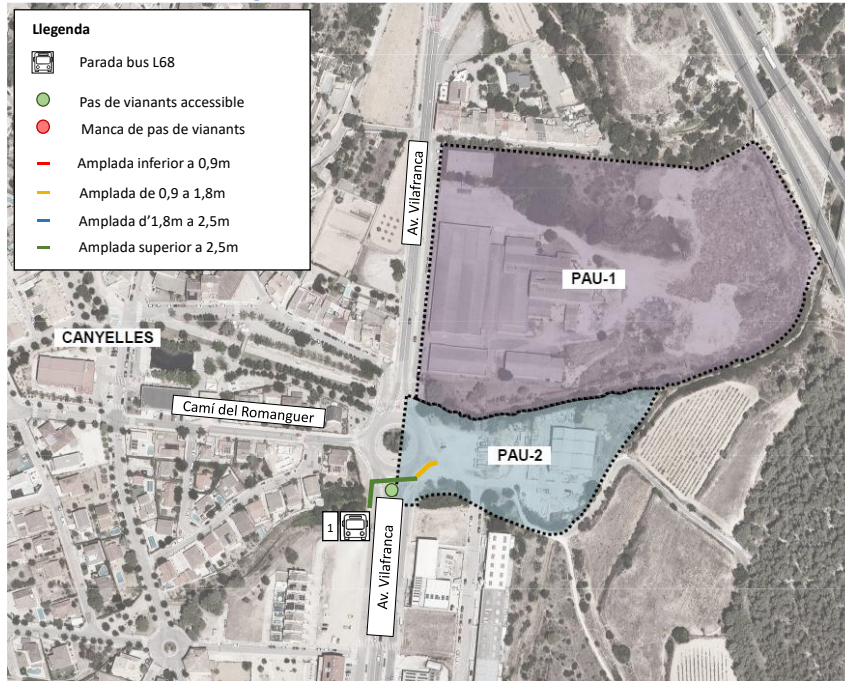 Llegenda
Parada bus L68
Pas de vianants accessible
Manca de pas de vianants
Amplada inferior a 0,9m
Amplada de 0,9 a 1,8m
Amplada d'1,8m a 2,5m
Amplada superior a 2,5m
Av. Vilafranca
PAU-1
CANYELLES
Camí del Romanguer
PAU-2
1
Av. Vilafranca